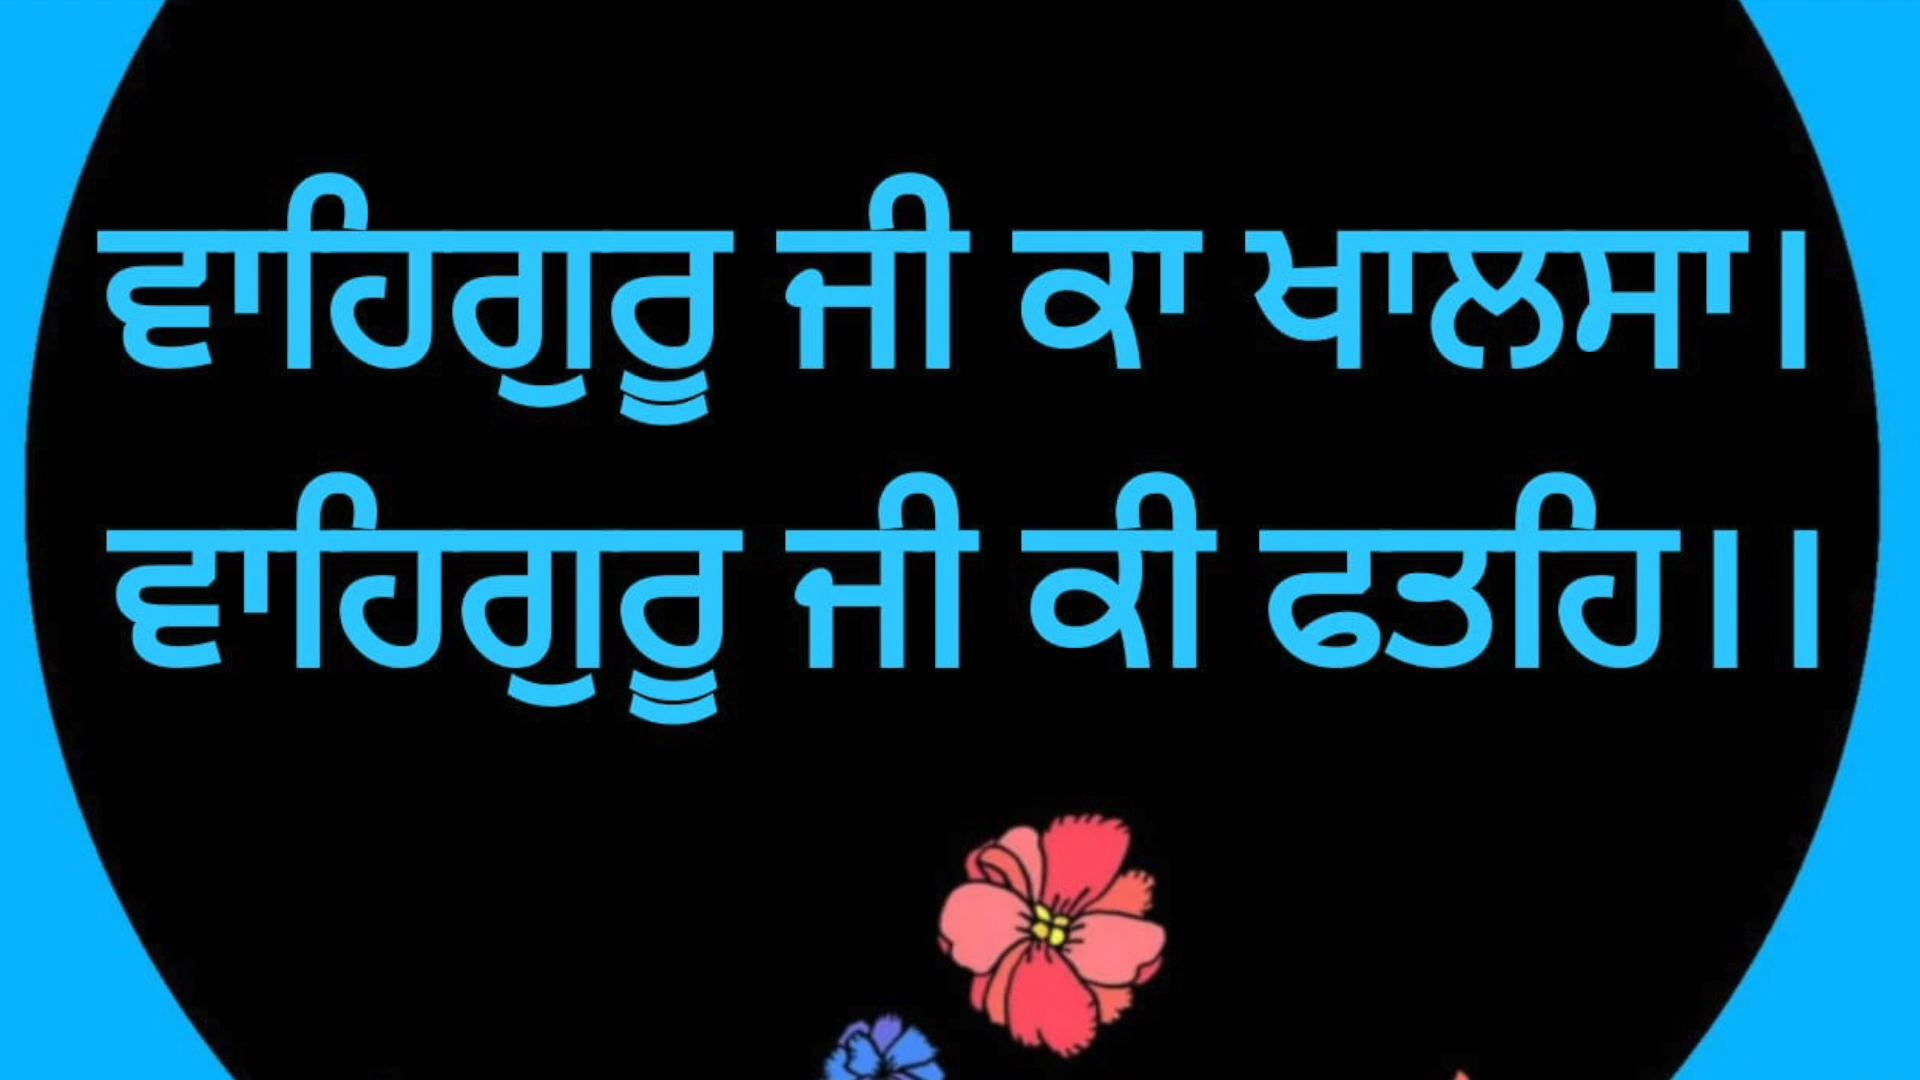 ਵਾਹਿਗੁਰੂ ਜੀ ਕਾ ਖਾਲਸਾ।
ਵਾਹਿਗੁਰੂ ਜੀ ਕੀ ਫਤਹਿ।।